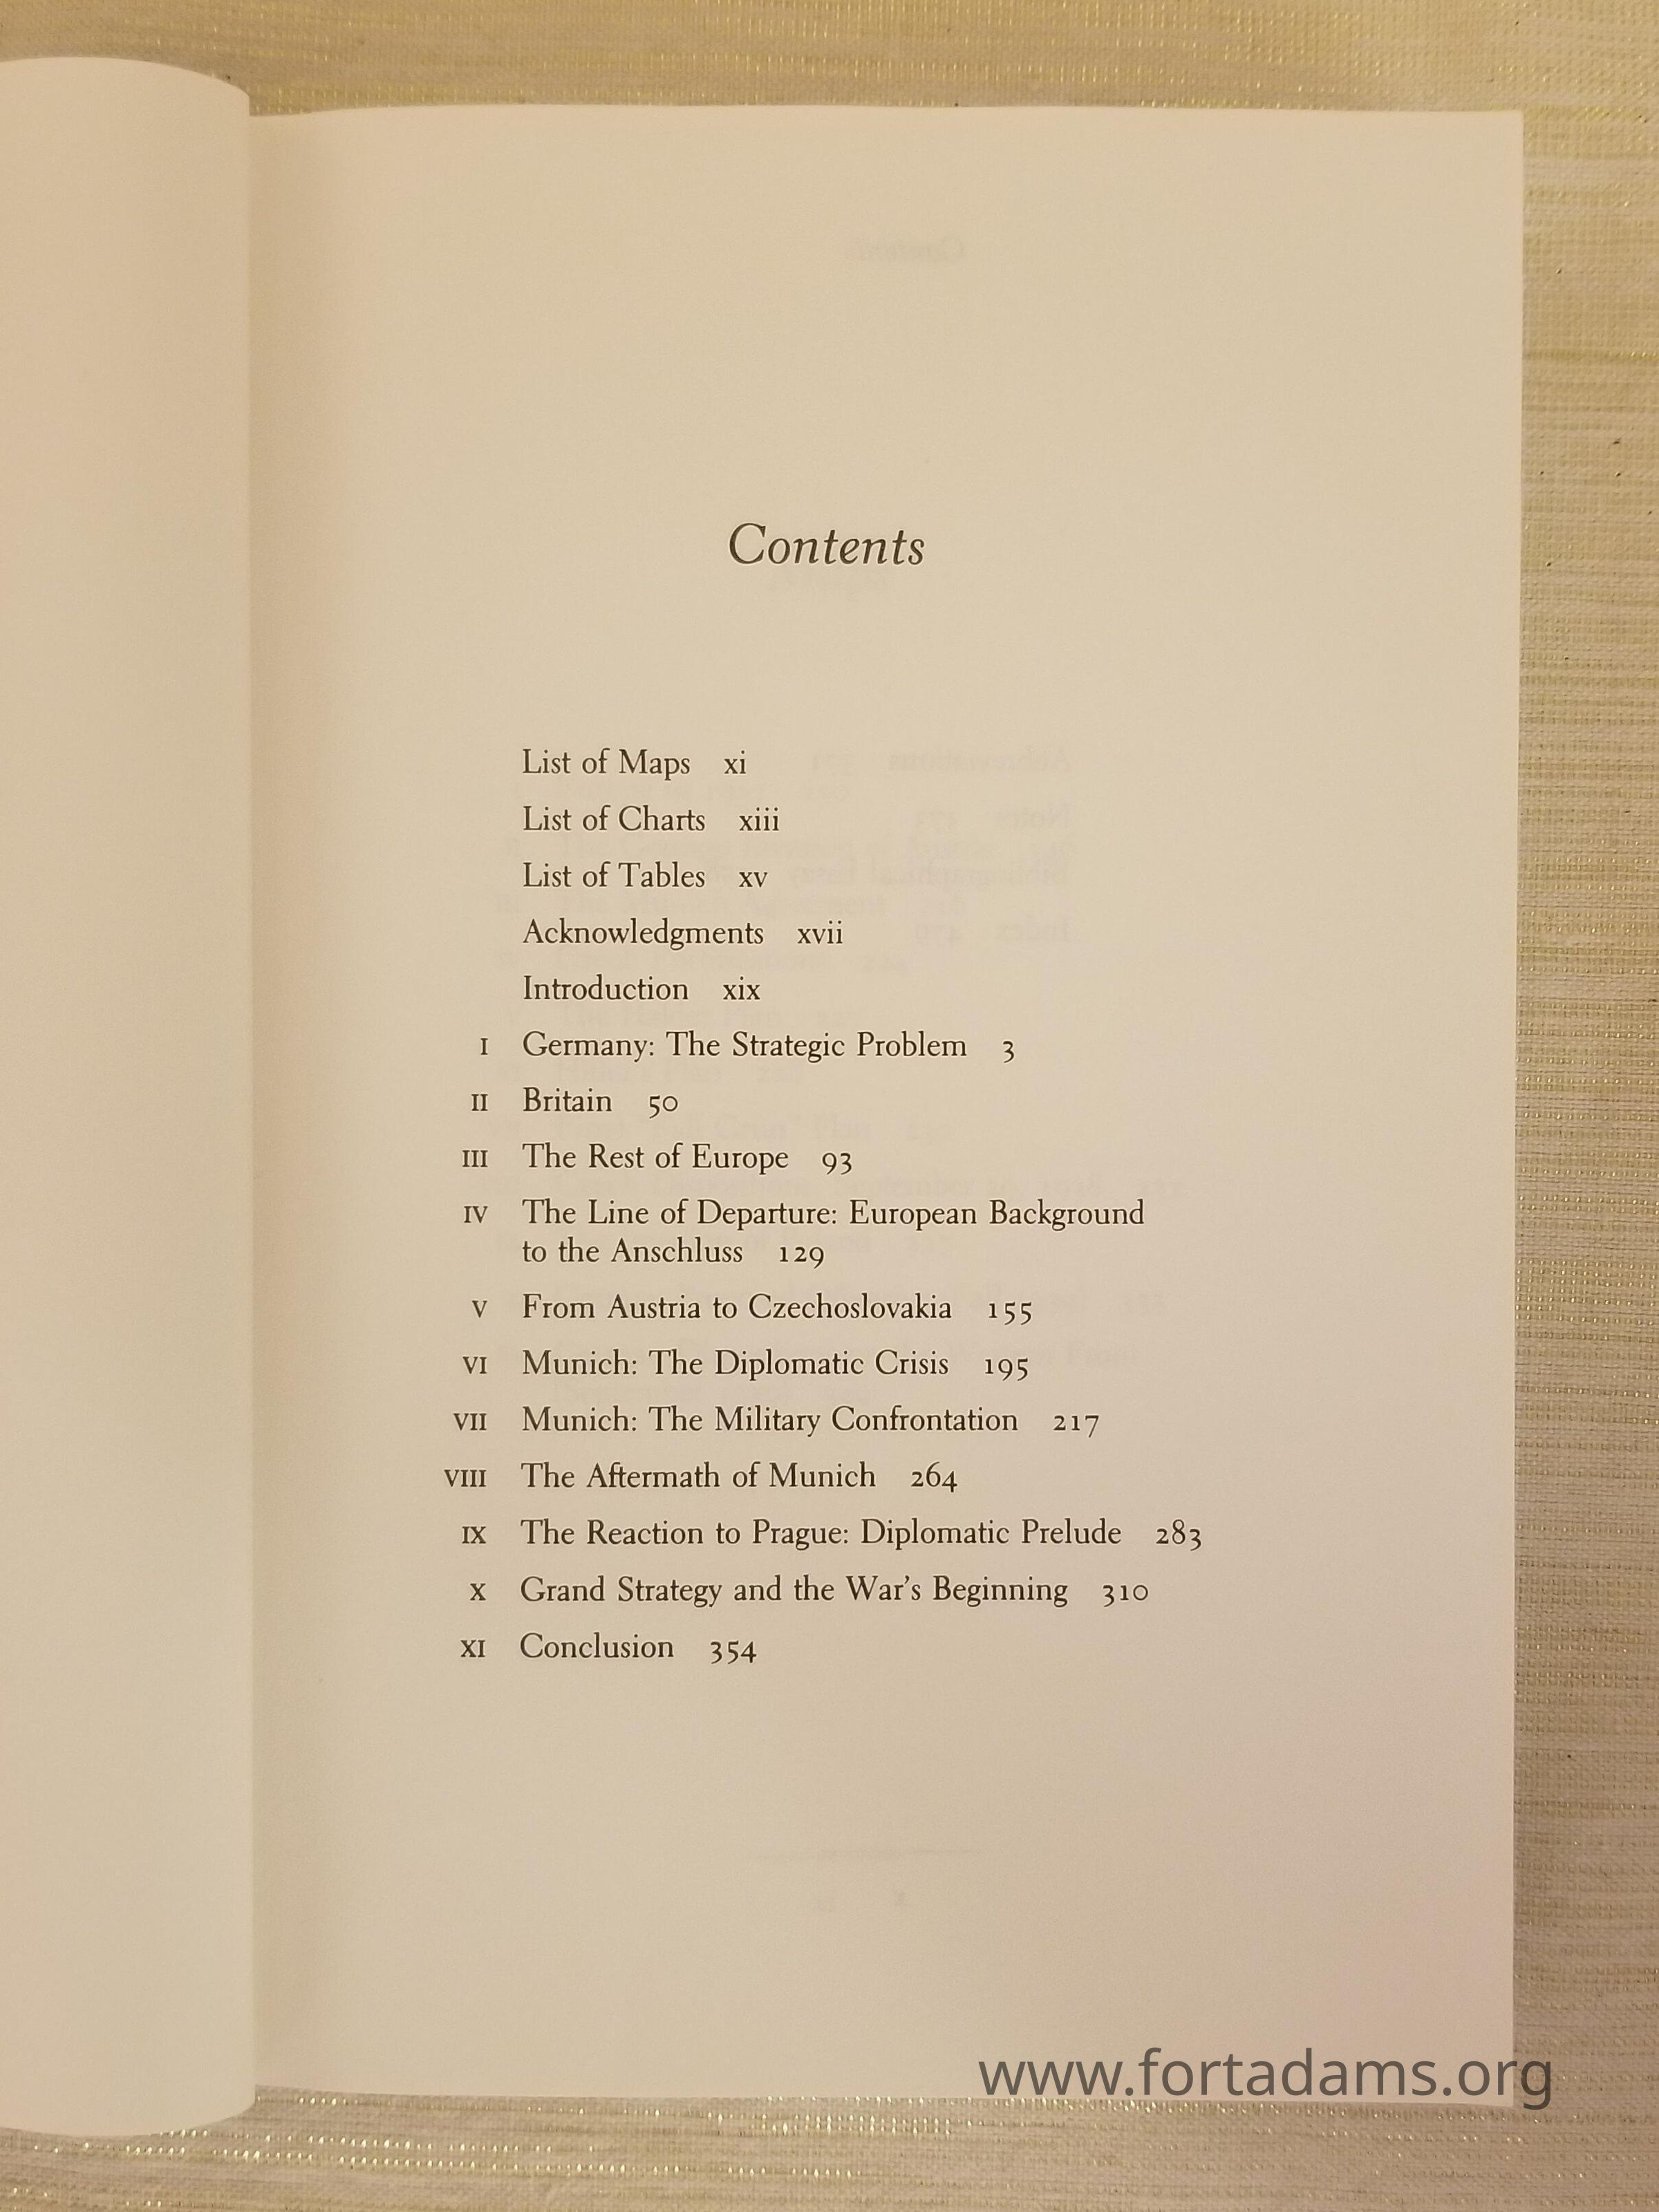 Contents
List of Maps xi
List of Charts xiii
List of Tables xv
Acknowledgments xvii
Introduction xix
I Germany: The Strategic Problem 3
II Britain 50
III The Rest of Europe 93
IV The Line of Departure: European Background
to the Anschluss 129
V From Austria to Czechoslovakia 155
VI Munich: The Diplomatic Crisis 195
VII Munich: The Military Confrontation 217
VIII The Aftermath of Munich 264
IX The Reaction to Prague: Diplomatic Prelude 283
X Grand Strategy and the War's Beginning 310
XI Conclusion 354
www.fortadams.org